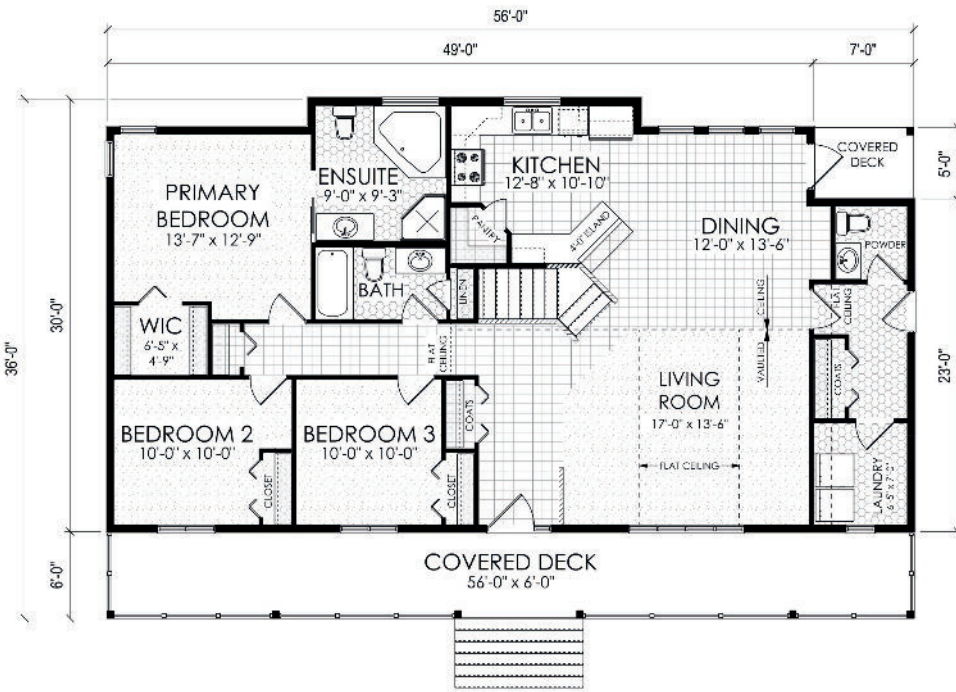 56'-0"
49'-0"
7'-0"
36'-0"
30'-0"
6'-0"
5'-0"
23'-0"
PRIMARY
BEDROOM
13'-7" x 12'-9"
ENSUITE
9'-0" x 9'-3"
KITCHEN
12'-8" x 10'-10"
PANTRY
DINING
12'-0" x 13'-6"
COVERED
DECK
POWDER
BATH
LINEN
WIC
6'-5" x
4'-9"
FLAT
CEILING
CEILING
VAULTED
FLAT
CEILING
COATS
LIVING
ROOM
17'-0" x 13'-6"
FLAT CEILING
BEDROOM 2
10'-0" x 10'-0"
CLOSET
BEDROOM 3
10'-0" x 10'-0"
CLOSET
COATS
LAUNDRY
COVERED DECK
56'-0" x 6'-0"